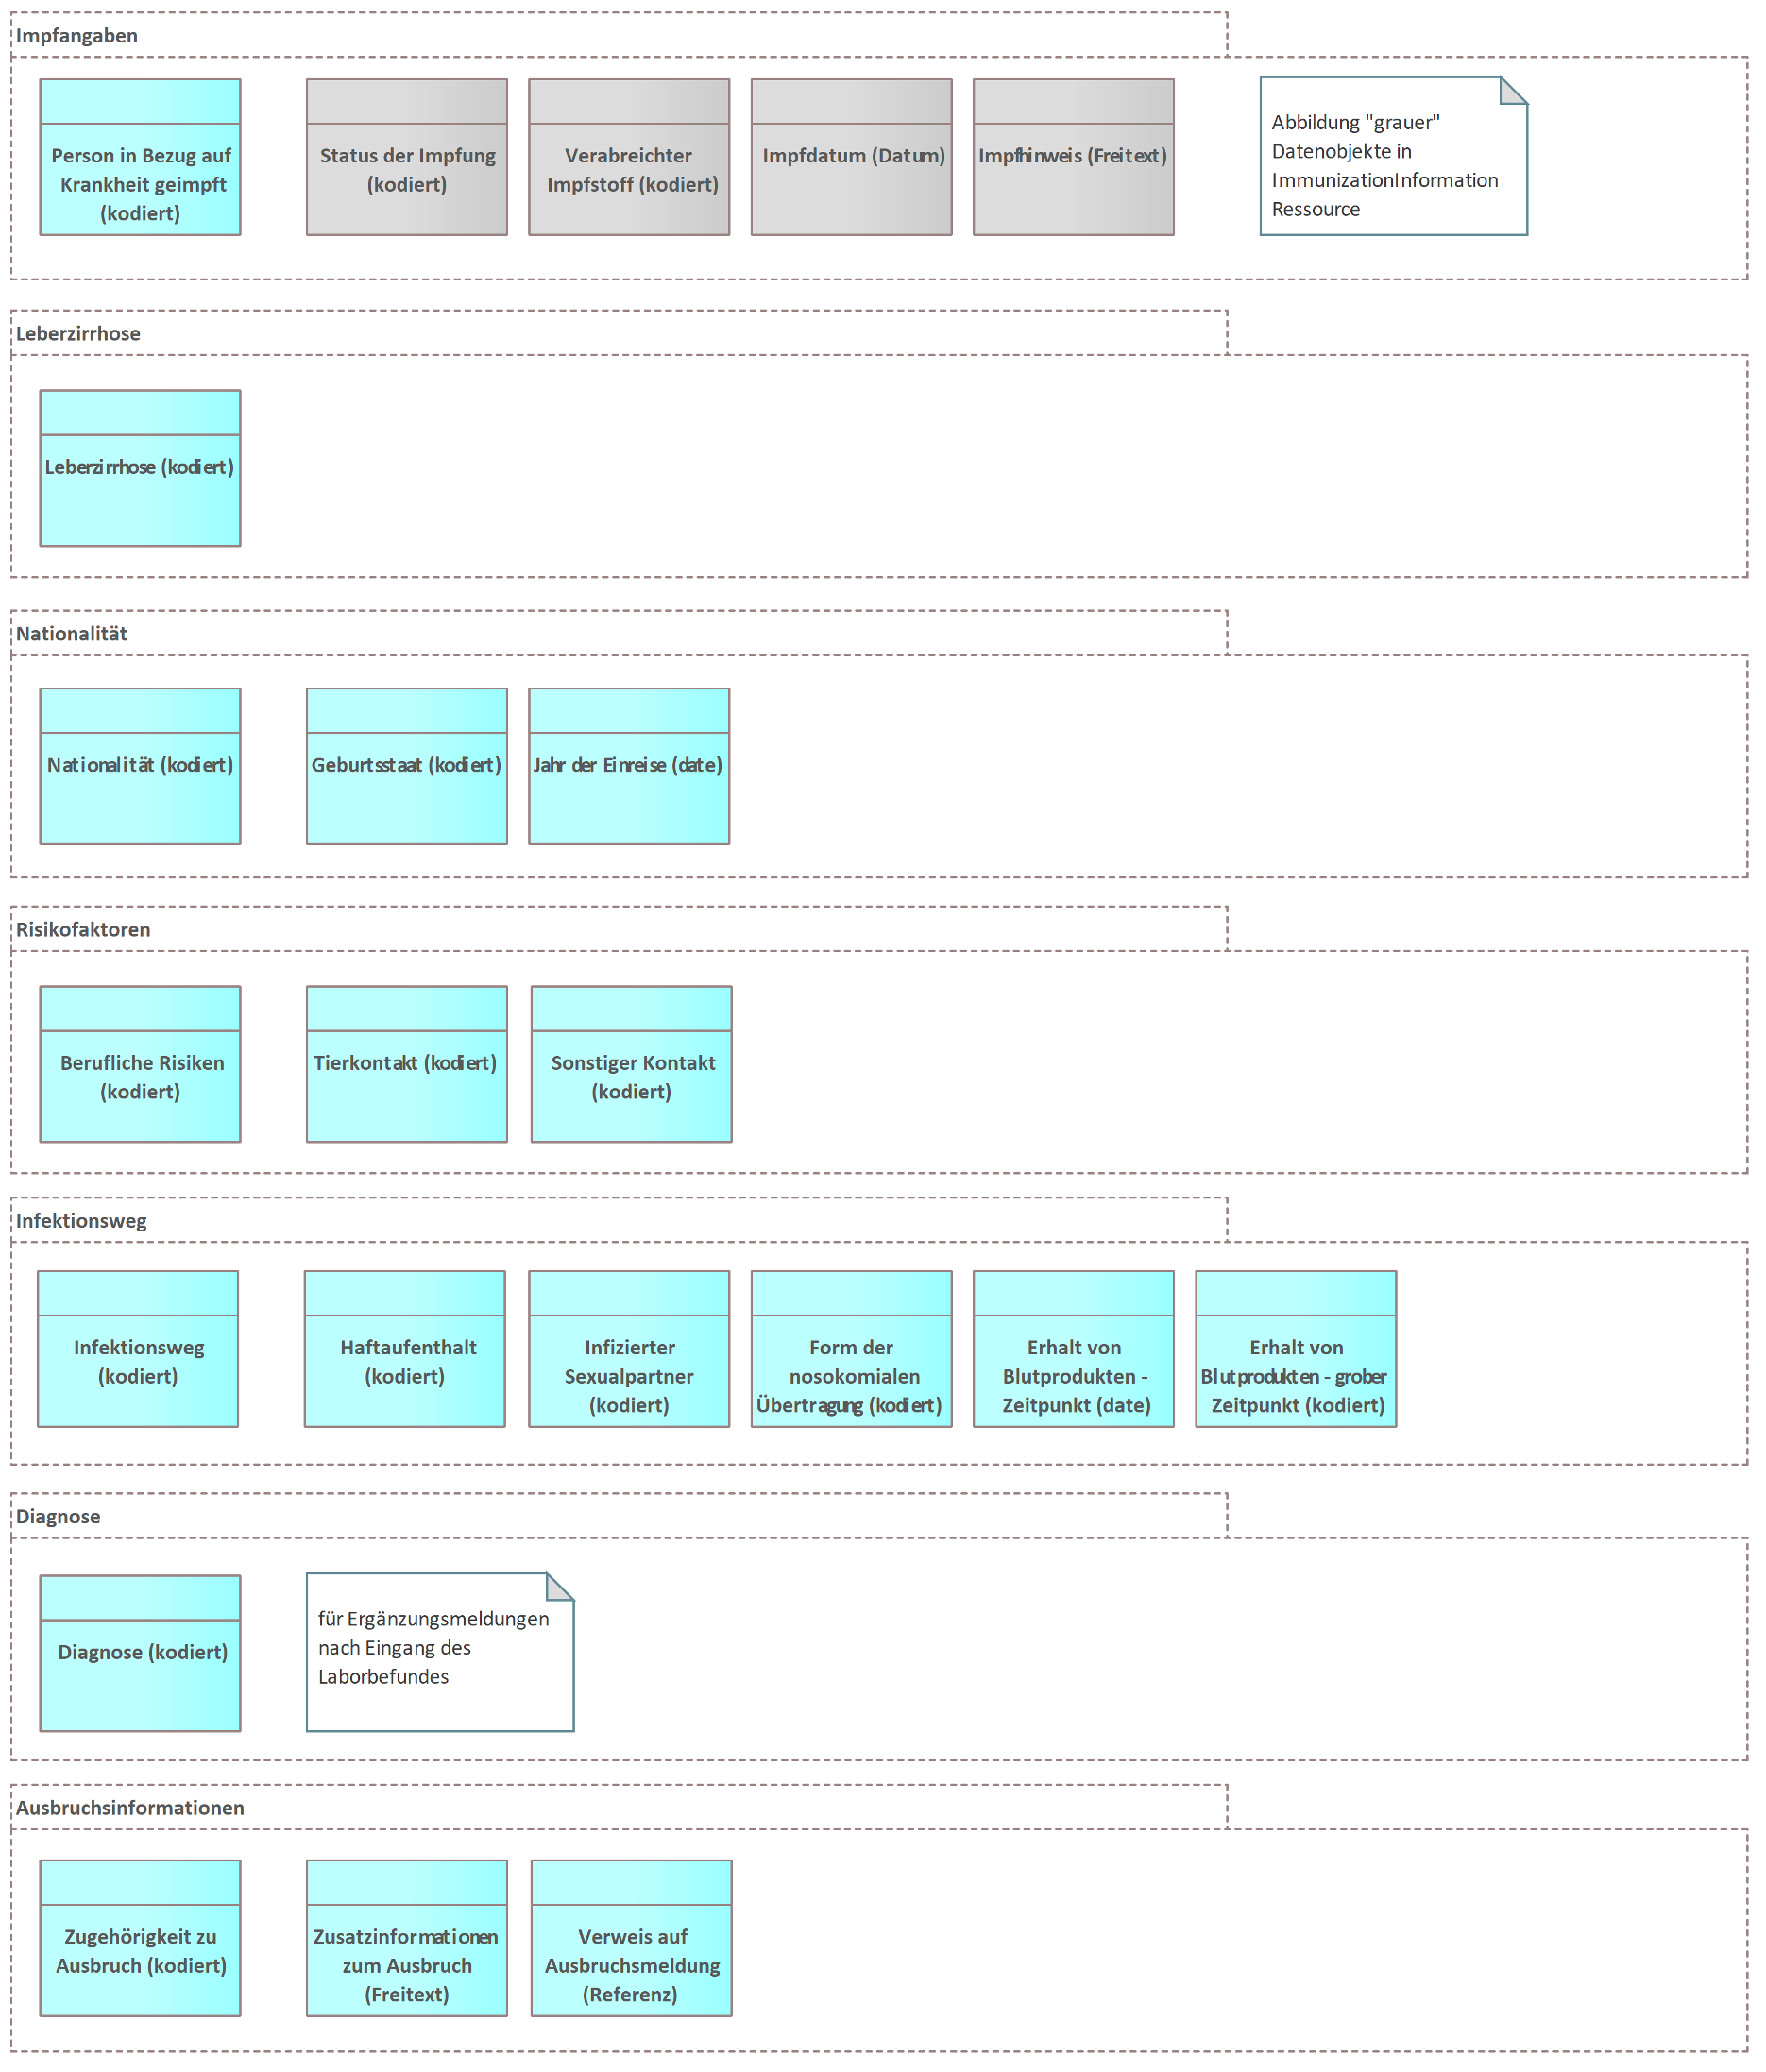 Impfangaben
Person in Bezug auf
Krankheit geimpft
(kodiert)
Status der Impfung
(kodiert)
Verabreichter
Impfstoff (kodiert)
Impfdatum (Datum)
Impfhinweis (Freitext)
Abbildung "grauer"
Datenobjekte in
ImmunizationInformation
Ressource
Leberzirrhose
Leberzirrhose (kodiert)
Nationalität
Nationalität (kodiert)
Geburtsstaat (kodiert)
Jahr der Einreise (date)
Risikofaktoren
Berufliche Risiken
(kodiert)
Tierkontakt (kodiert)
Sonstiger Kontakt
(kodiert)
Infektionsweg
Infektionsweg
(kodiert)
Haftaufenthalt
(kodiert)
Infizierter
Sexualpartner
(kodiert)
Form der
nosokomialen
Übertragung (kodiert)
Erhalt von
Blutprodukten -
Zeitpunkt (date)
Erhalt von
Blutprodukten - grober
Zeitpunkt (kodiert)
Diagnose
Diagnose (kodiert)
für Ergänzungsmeldungen
nach Eingang des
Laborbefundes
Ausbruchsinformationen
Zugehörigkeit zu
Ausbruch (kodiert)
Zusatzinformationen
zum Ausbruch
(Freitext)
Verweis auf
Ausbruchsmeldung
(Referenz)